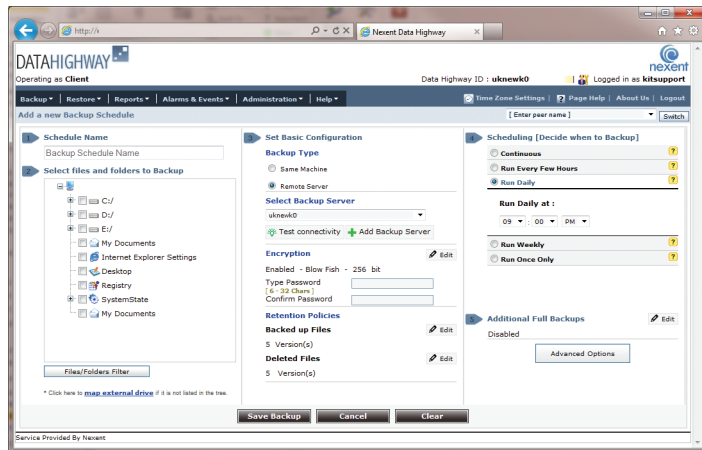 http://
Nexent Data Highway
DATAHIGHWAY
nexent
Operating as Client
Data Highway ID : uknewk0
Logged in as kitsupport
Backup | Restore | Reports | Alarms & Events | Administration | Help
Time Zone Settings | Page Help | About Us | Logout
Add a new Backup Schedule
[ Enter peer name ]
Switch
1 Schedule Name
Backup Schedule Name
2 Select files and folders to Backup
C:/
D:/
E:/
My Documents
Internet Explorer Settings
Desktop
Registry
SystemState
My Documents
Files/Folders Filter
* Click here to map external drive if it is not listed in the tree.
3 Set Basic Configuration
Backup Type
Same Machine
Remote Server
Select Backup Server
uknewk0
Test connectivity Add Backup Server
Encryption Edit
Enabled - Blow Fish - 256 bit
Type Password
[ 6 - 32 Chars ]
Confirm Password
Retention Policies
Backed up Files Edit
5 Version(s)
Deleted Files Edit
5 Version(s)
4 Scheduling [Decide when to Backup]
Continuous ?
Run Every Few Hours ?
Run Daily ?
Run Daily at :
09 : 00 PM
Run Weekly ?
Run Once Only ?
5 Additional Full Backups Edit
Disabled
Advanced Options
Save Backup Cancel Clear
Service Provided By Nexent